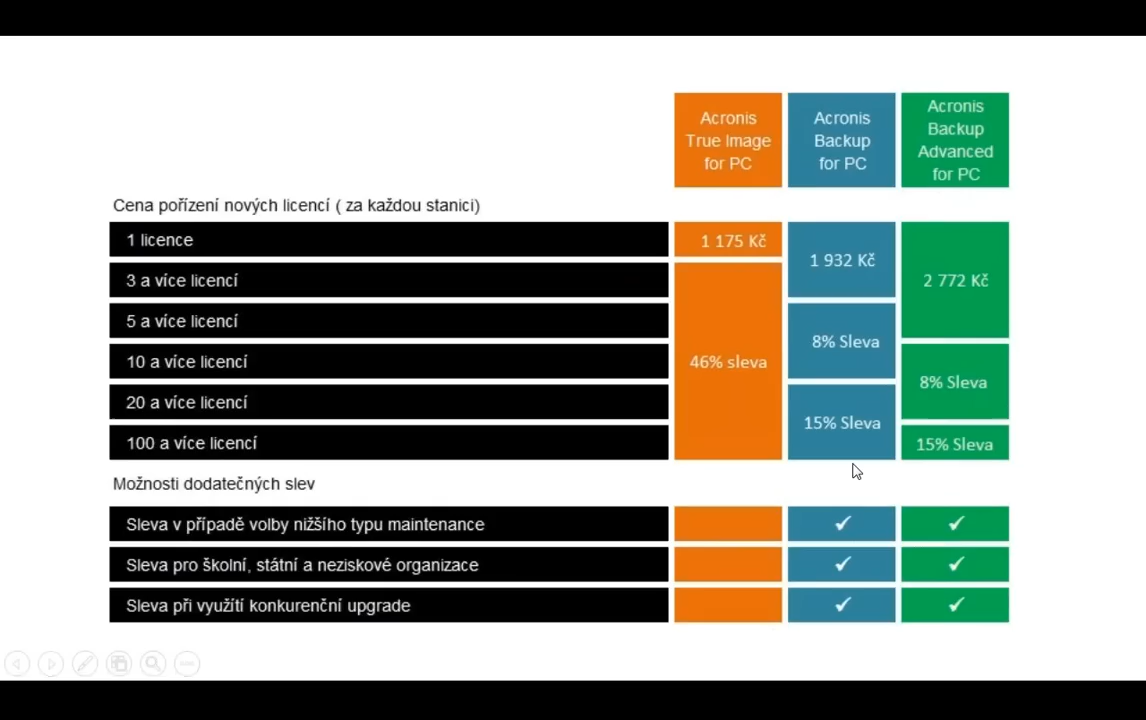 Acronis
True Image
for PC
Acronis
Backup
for PC
Acronis
Backup
Advanced
for PC
Cena pořízení nových licencí ( za každou stanici)
1 licence
1 175 Kč
1 932 Kč
2 772 Kč
3 a více licencí
46% sleva
5 a více licencí
8% Sleva
10 a více licencí
8% Sleva
20 a více licencí
15% Sleva
100 a více licencí
15% Sleva
Možnosti dodatečných slev
Sleva v případě volby nižšího typu maintenance
✓ ✓
Sleva pro školní, státní a neziskové organizace
✓ ✓
Sleva při využítí konkurenční upgrade
✓ ✓